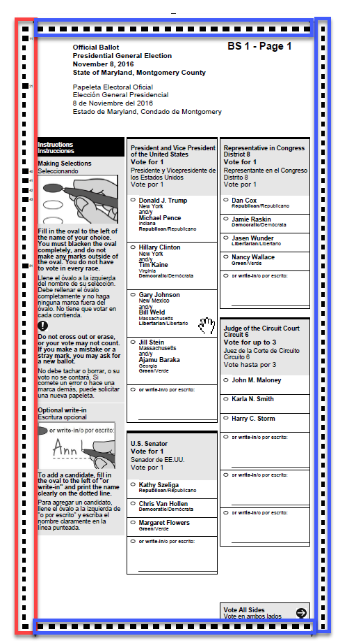 Official Ballot
Presidential General Election
November 8, 2016
State of Maryland, Montgomery County
BS 1 - Page 1
Papeleta Electoral Oficial
Elección General Presidencial
8 de Noviembre del 2016
Estado de Maryland, Condado de Montgomery
Instructions
Instrucciones
Making Selections
Seleccionando
Fill in the oval to the left of
the name of your choice.
You must blacken the oval
completely, and do not
make any marks outside of
the oval. You do not have
to vote in every race.
Llene el óvalo a la izquierda
del nombre de su selección.
Debe rellenar el óvalo
completamente y no haga
ninguna marca fuera del
óvalo. No tiene que votar en
cada contienda.
Do not cross out or erase,
or your vote may not count.
If you make a mistake or a
stray mark, you may ask for
a new ballot.
No debe tachar o borrar, o su
voto no se contará. Si
comete un error o hace una
marca demás, puede solicitar
una nueva papeleta.
Optional write-in
Escritura opcional
or write-in/o por escrito:
Ann
To add a candidate, fill in
the oval to the left of "or
write-in" and print the name
clearly on the dotted line.
Para agregar un candidato,
llene el óvalo a la izquierda de
"o por escrito" y escriba el
nombre claramente en la
línea punteada.
President and Vice President
of the United States
Vote for 1
Presidente y Vicepresidente de
los Estados Unidos
Vote por 1
Donald J. Trump
New York
and/y
Michael Pence
Indiana
Republican/Republicano
Hillary Clinton
New York
and/y
Tim Kaine
Virginia
Democratic/Demócrata
Gary Johnson
New Mexico
and/y
Bill Weld
Massachusetts
Libertarian/Libertario
Jill Stein
Massachusetts
and/y
Ajamu Baraka
Georgia
Green/Verde
or write-in/o por escrito:
U.S. Senator
Vote for 1
Senador de EE.UU.
Vote por 1
Kathy Szeliga
Republican/Republicano
Chris Van Hollen
Democratic/Demócrata
Margaret Flowers
Green/Verde
or write-in/o por escrito:
Representative in Congress
District 8
Vote for 1
Representante en el Congreso
Distrito 8
Vote por 1
Dan Cox
Republican/Republicano
Jamie Raskin
Democratic/Demócrata
Jasen Wunder
Libertarian/Libertario
Nancy Wallace
Green/Verde
or write-in/o por escrito:
Judge of the Circuit Court
Circuit 6
Vote for up to 3
Juez de la Corte de Circuito
Circuito 6
Vote hasta por 3
John M. Maloney
Karla N. Smith
Harry C. Storm
or write-in/o por escrito:
or write-in/o por escrito:
or write-in/o por escrito:
Vote All Sides
Vote en ambos lados